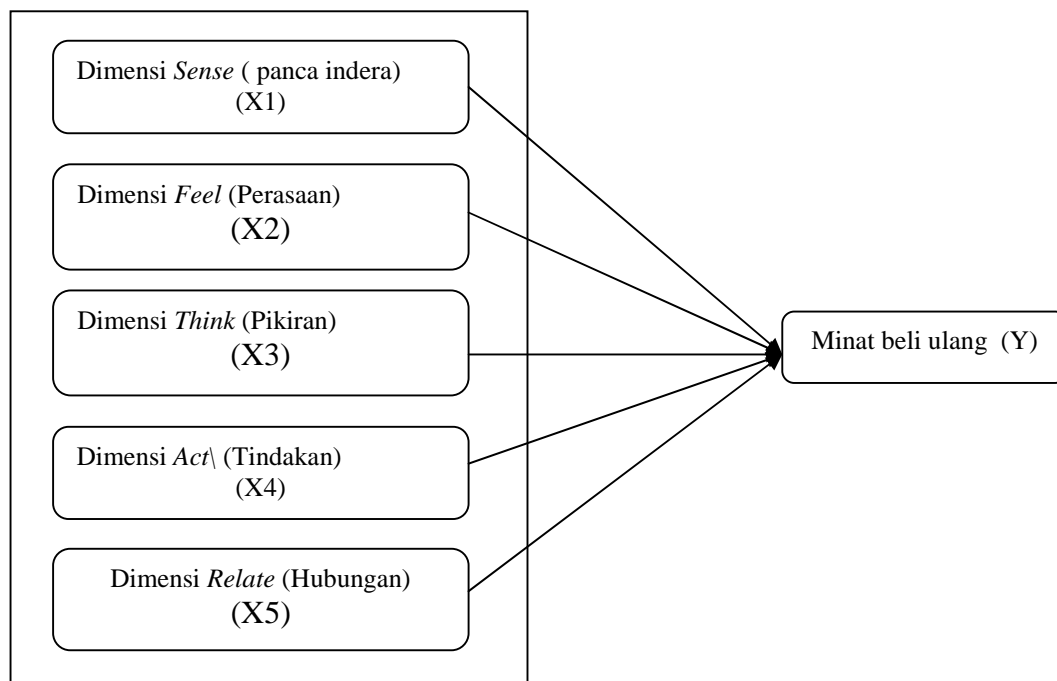 Dimensi Sense ( panca indera)
(X1)
Dimensi Feel (Perasaan)
(X2)
Dimensi Think (Pikiran)
(X3)
Dimensi Act\ (Tindakan)
(X4)
Dimensi Relate (Hubungan)
(X5)
Minat beli ulang (Y)